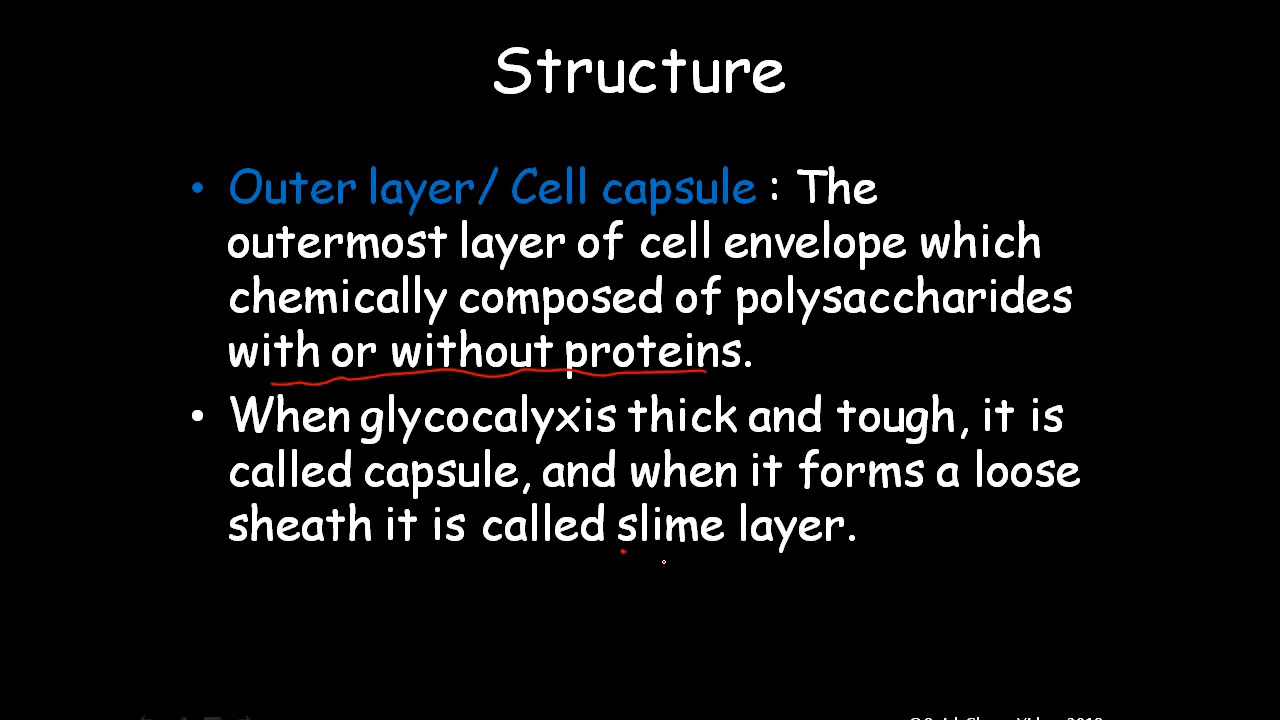 Structure
• Outer layer/ Cell capsule : The
outermost layer of cell envelope which
chemically composed of polysaccharides
with or without proteins.
• When glycocalyxis thick and tough, it is
called capsule, and when it forms a loose
sheath it is called slime layer.